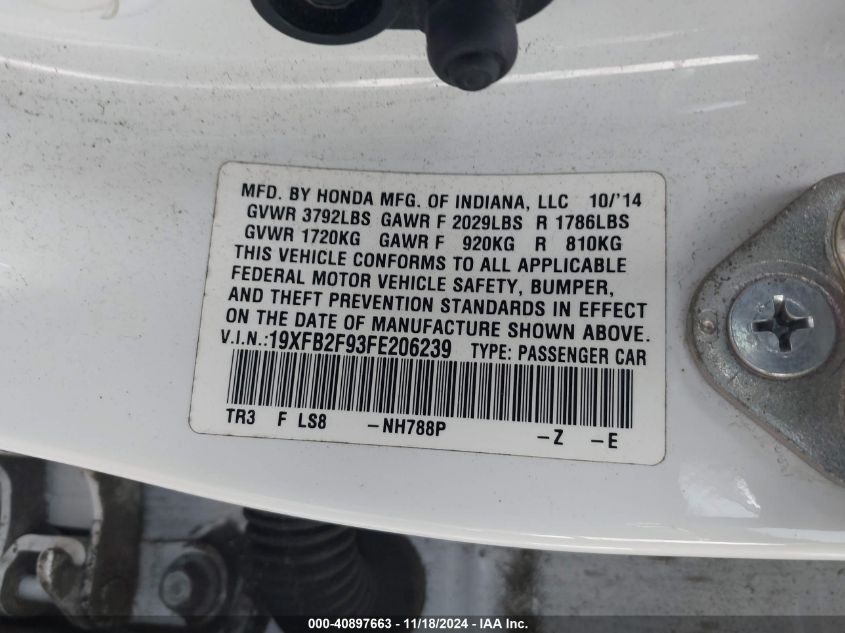 MFD. BY HONDA MFG. OF INDIANA, LLC 10/'14
GVWR 3792LBS GAWR F 2029LBS R 1786LBS
GVWR 1720KG GAWR F 920KG R 810KG
THIS VEHICLE CONFORMS TO ALL APPLICABLE
FEDERAL MOTOR VEHICLE SAFETY, BUMPER,
AND THEFT PREVENTION STANDARDS IN EFFECT
ON THE DATE OF MANUFACTURE SHOWN ABOVE.
V.I.N.:19XFB2F93FE206239 TYPE: PASSENGER CAR
TR3 F LS8 -NH788P -Z -E
000-40897663 - 11/18/2024 - IAA Inc.